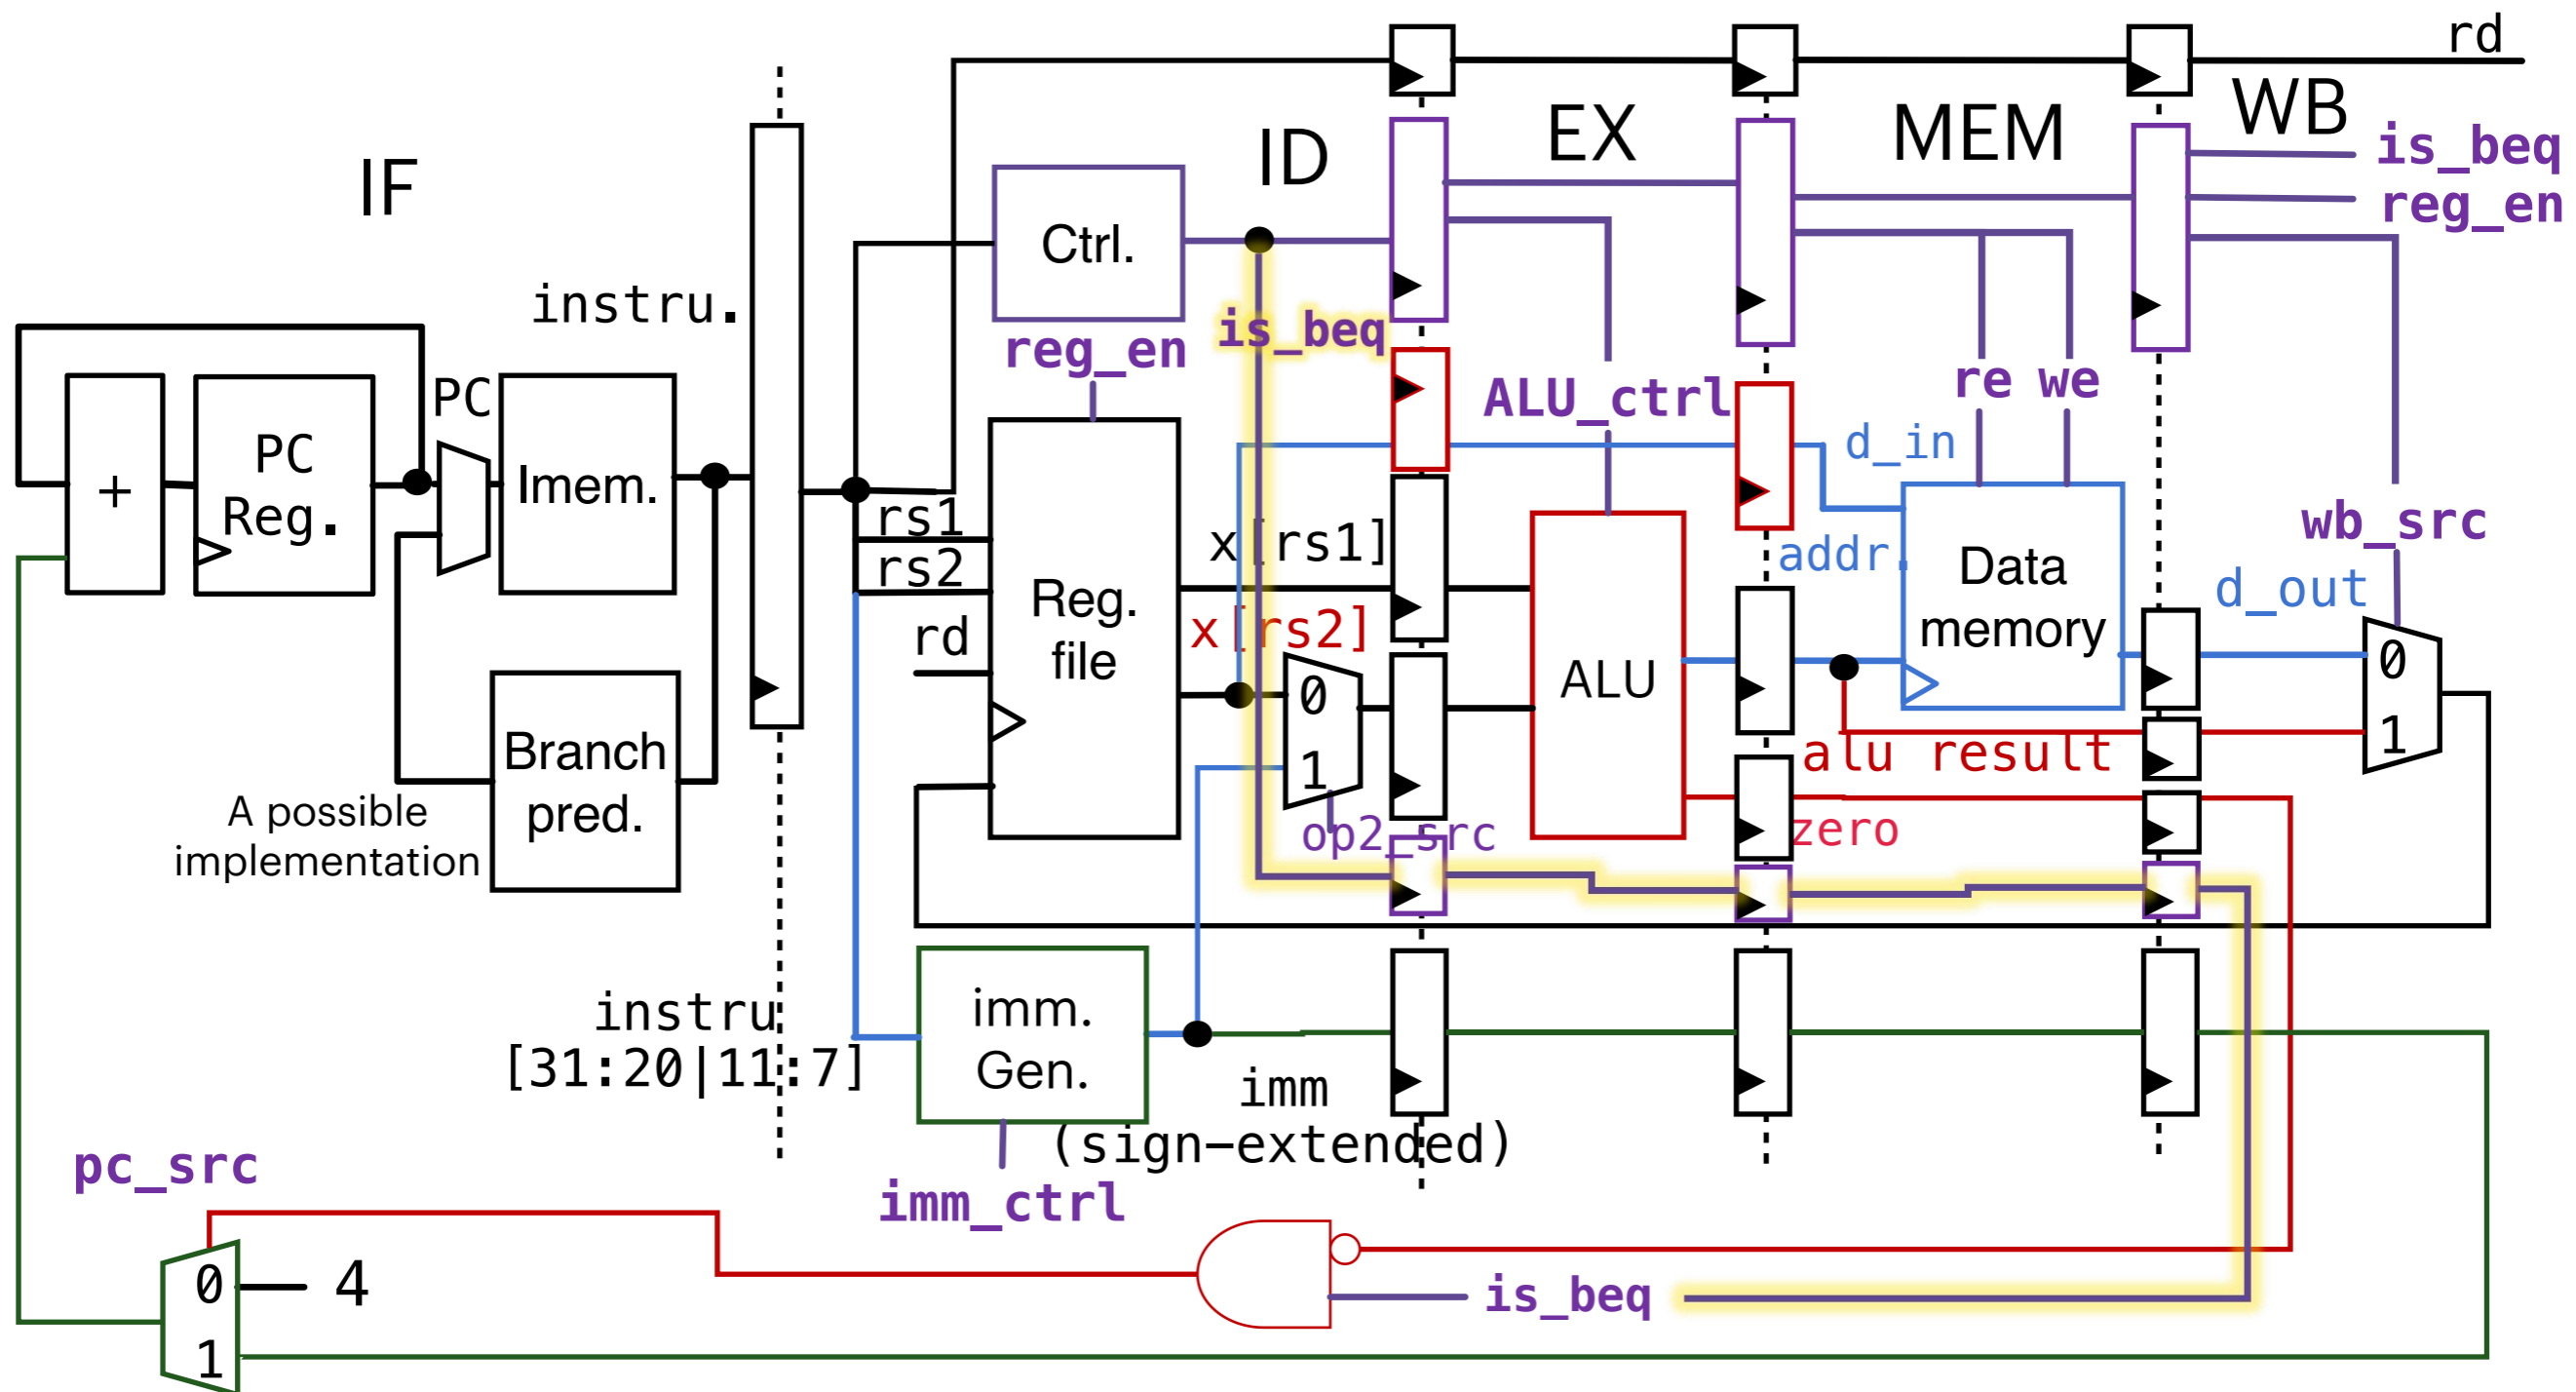 rd
IF
ID
EX
MEM
WB
is_beq
reg_en
instru.
Ctrl.
reg_en
is_beq
ALU_ctrl
re we
PC
+
PC
Reg.
Imem.
rs1
rs2
rd
Reg.
file
x[rs1]
x[rs2]
0
1
op2_src
ALU
d_in
addr.
Data
memory
wb_src
d_out
0
1
alu result
zero
Branch
pred.
A possible
implementation
instru
[31:20|11:7]
imm.
Gen.
imm
(sign-extended)
imm_ctrl
pc_src
0
4
1
is_beq